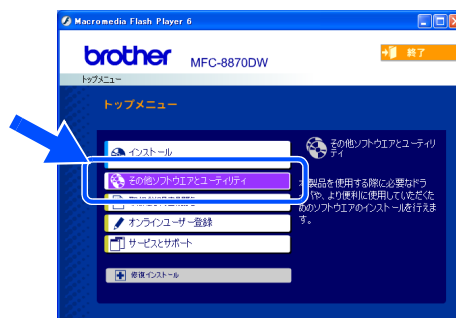 Macromedia Flash Player 6
brother MFC-8870DW
終了
トップメニュー
トップメニュー
インストール
その他ソフトウエアとユーティリティ
オンラインユーザー登録
サービスとサポート
修復インストール
その他ソフトウエアとユーティリ
ティ
製品を使用する際に必要なドラ
や、より便利に使用していただくた
めのソフトウエアのインストールを行えま
す。